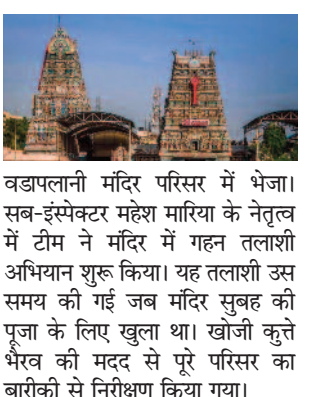 वडापलानी मंदिर परिसर में भेजा।
सब-इंस्पेक्टर महेश मारिया के नेतृत्व
में टीम ने मंदिर में गहन तलाशी
अभियान शुरू किया। यह तलाशी उस
समय की गई जब मंदिर सुबह की
पूजा के लिए खुला था। खोजी कुत्ते
भैरव की मदद से पूरे परिसर का
बारीकी से निरीक्षण किया गया।